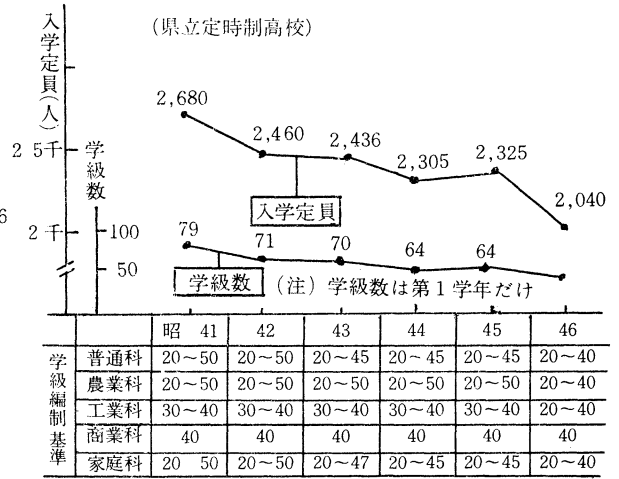 (県立定時制高校)
入学定員(人)
2 5千
2千
6
学級数
100
50
2,680
2,460
2,436
2,305
2,325
2,040
入学定員
79
71
70
64
64
学級数
(注) 学級数は第1学年だけ
昭 41 42 43 44 45 46
学級編制基準
普通科 20〜50 20〜50 20〜45 20〜45 20〜45 20〜40
農業科 20〜50 20〜50 20〜50 20〜50 20〜50 20〜40
工業科 30〜40 30〜40 30〜40 30〜40 30〜40 20〜40
商業科 40 40 40 40 40 40
家庭科 20 50 20〜50 20〜47 20〜45 20〜45 20〜40